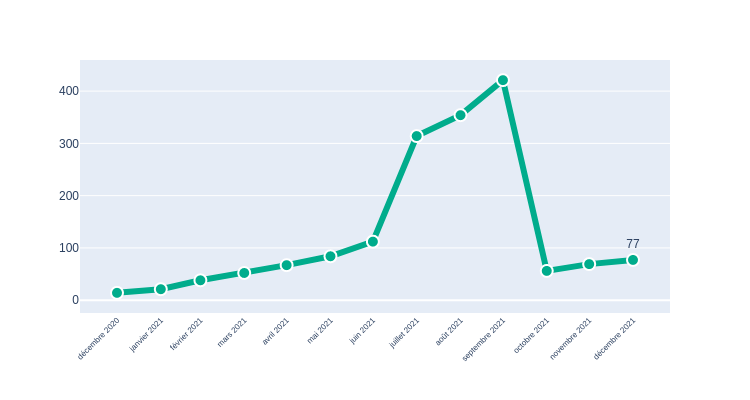 400
300
200
100
0
77
décembre 2020
janvier 2021
février 2021
mars 2021
avril 2021
mai 2021
juin 2021
juillet 2021
août 2021
septembre 2021
octobre 2021
novembre 2021
décembre 2021